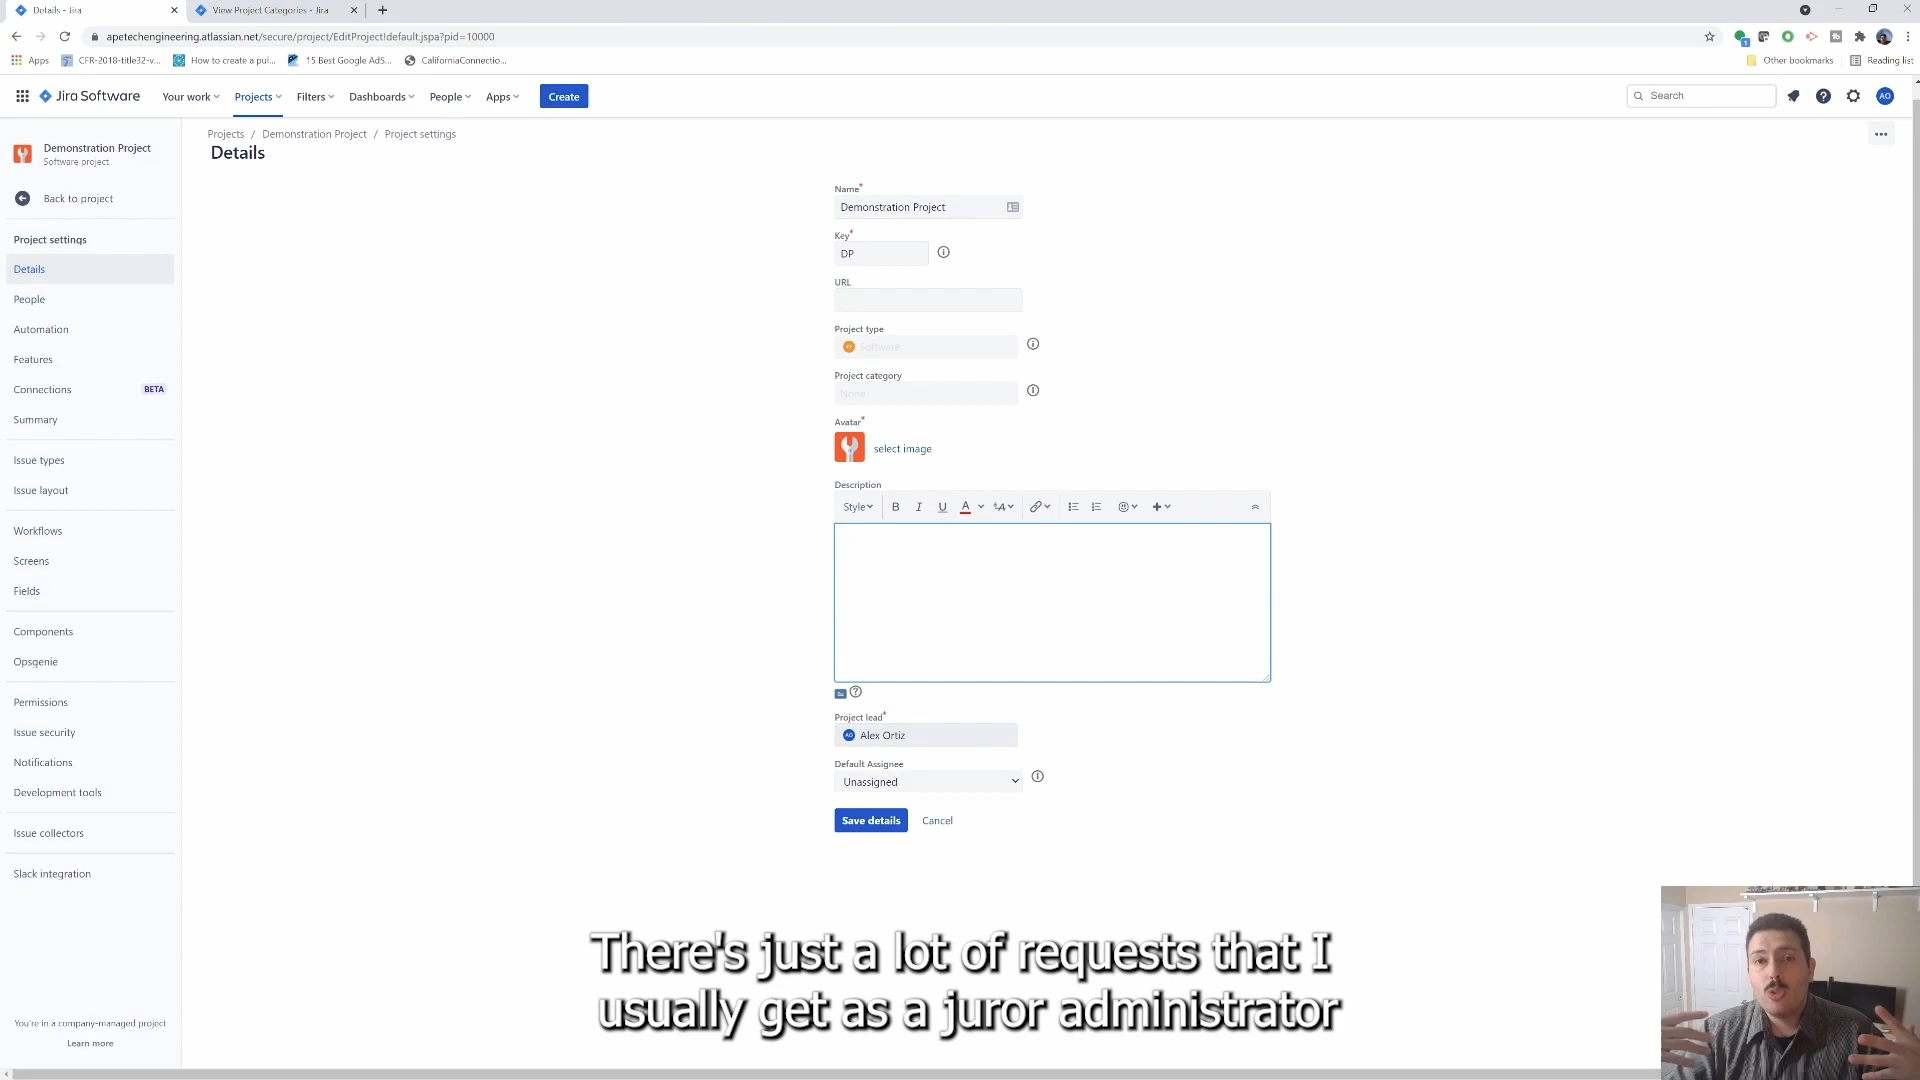 Details - Jira
View Project Categories - Jira
apetechengineering.atlassian.net/secure/project/EditProject!default.jspa?pid=10000
Apps
CFR-2018-title32-v...
How to create a pul...
15 Best Google AdS...
CaliforniaConnectio...
Other bookmarks
Reading list
Jira Software
Your work
Projects
Filters
Dashboards
People
Apps
Create
Search
AO
Demonstration Project
Software project
Back to project
Project settings
Details
People
Automation
Features
Connections BETA
Summary
Issue types
Issue layout
Workflows
Screens
Fields
Components
Opsgenie
Permissions
Issue security
Notifications
Development tools
Issue collectors
Slack integration
You're in a company-managed project
Learn more
Projects / Demonstration Project / Project settings
Details
Name*
Demonstration Project
Key*
DP
URL
Project type
Software
Project category
None
Avatar*
select image
Description
Style B I U A
Project lead*
AO Alex Ortiz
Default Assignee
Unassigned
Save details Cancel
There's just a lot of requests that I
usually get as a juror administrator